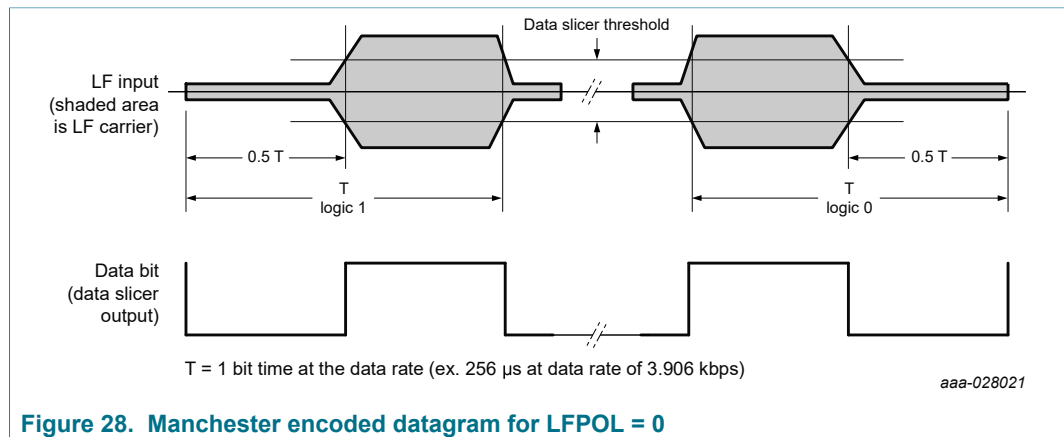 Data slicer threshold
LF input
(shaded area
is LF carrier)
0.5 T
0.5 T
T
logic 1
T
logic 0
Data bit
(data slicer
output)
T = 1 bit time at the data rate (ex. 256 µs at data rate of 3.906 kbps)
aaa-028021
Figure 28. Manchester encoded datagram for LFPOL = 0